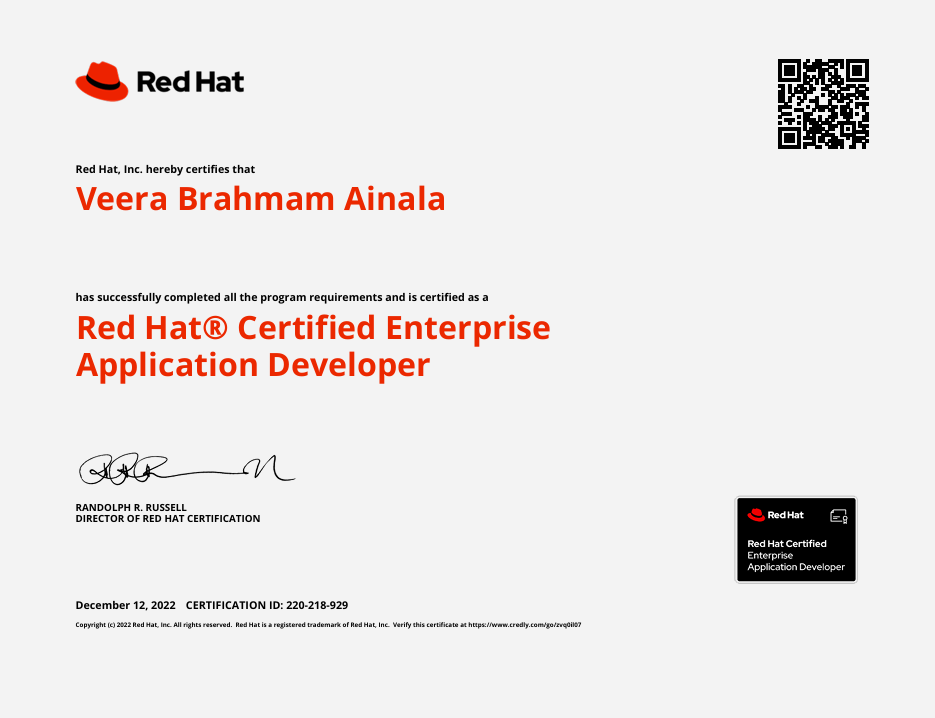 Red Hat
Red Hat, Inc. hereby certifies that
Veera Brahmam Ainala
has successfully completed all the program requirements and is certified as a
Red Hat® Certified Enterprise
Application Developer
RANDOLPH R. RUSSELL
DIRECTOR OF RED HAT CERTIFICATION
Red Hat
Red Hat Certified
Enterprise
Application Developer
December 12, 2022 CERTIFICATION ID: 220-218-929
Copyright (c) 2022 Red Hat, Inc. All rights reserved. Red Hat is a registered trademark of Red Hat, Inc. Verify this certificate at https://www.credly.com/go/zvq0il07